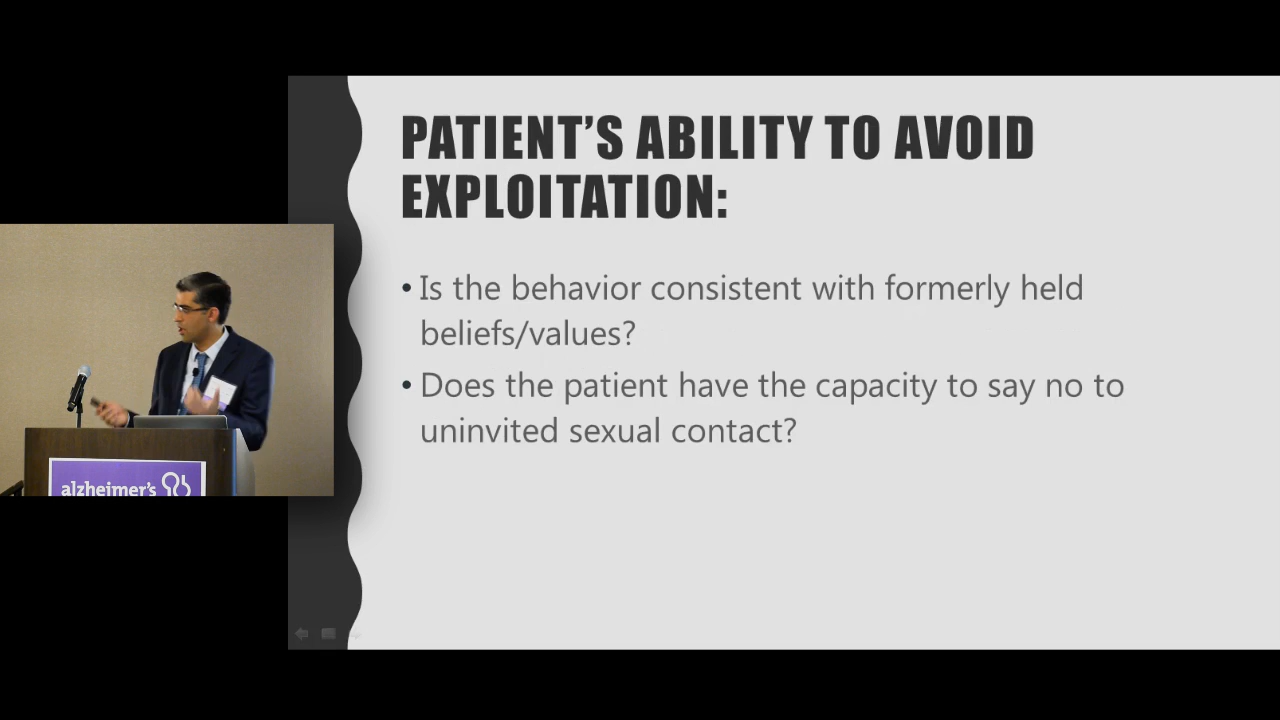 PATIENT'S ABILITY TO AVOID
EXPLOITATION:
• Is the behavior consistent with formerly held
beliefs/values?
• Does the patient have the capacity to say no to
uninvited sexual contact?
alzheimer's